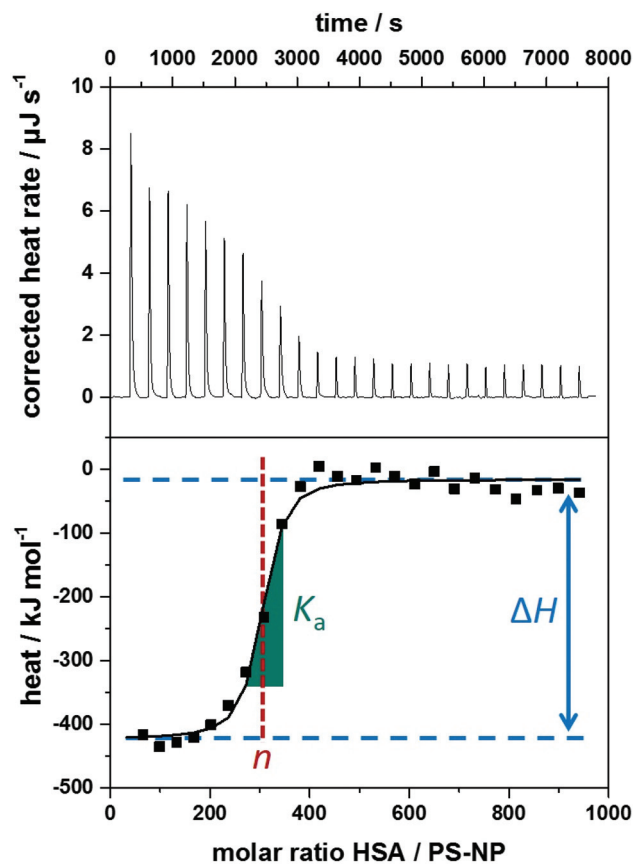 time / s
0 1000 2000 3000 4000 5000 6000 7000 8000
corrected heat rate / µJ s⁻¹
10
8
6
4
2
0
heat / kJ mol⁻¹
0
-100
-200
-300
-400
-500
Kₐ
ΔH
n
0 200 400 600 800 1000
molar ratio HSA / PS-NP